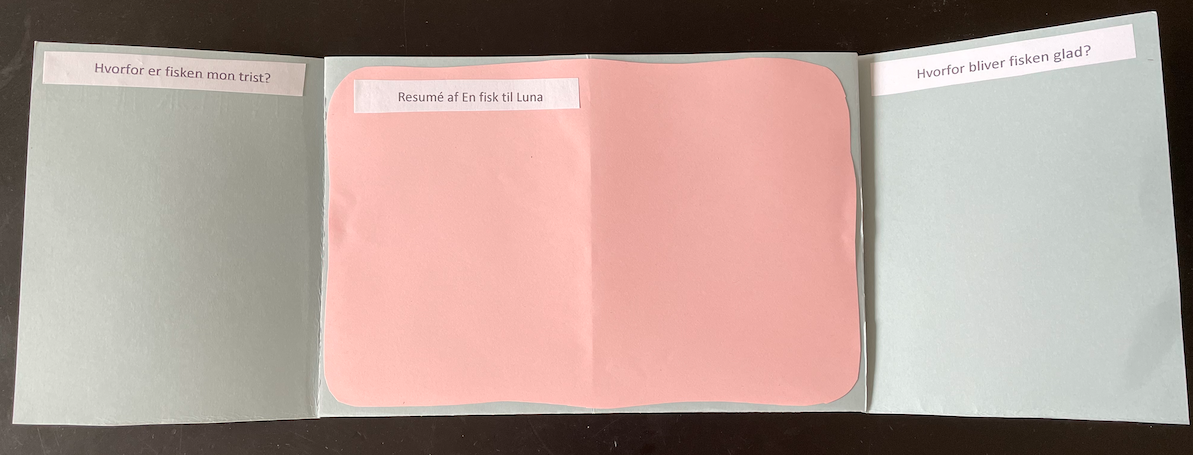 Hvorfor er fisken mon trist?
Resumé af En fisk til Luna
Hvorfor bliver fisken glad?